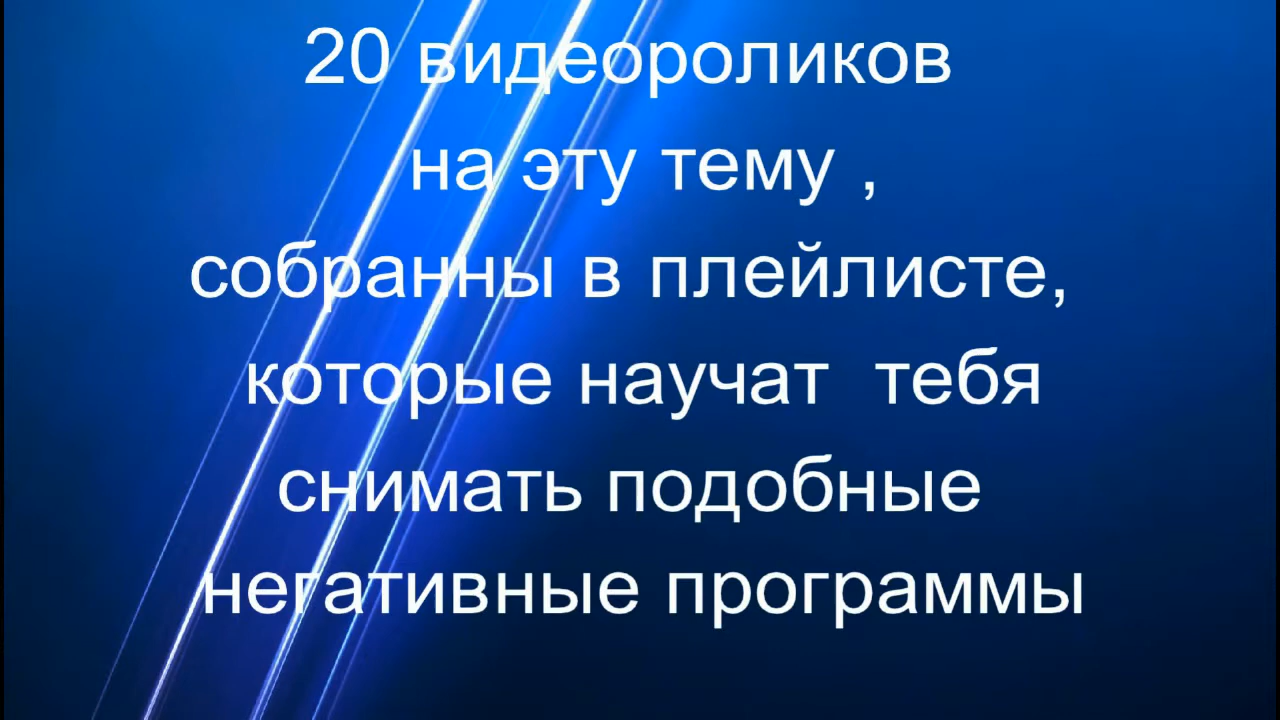 20 видеороликов
на эту тему ,
собранны в плейлисте,
которые научат тебя
снимать подобные
негативные программы